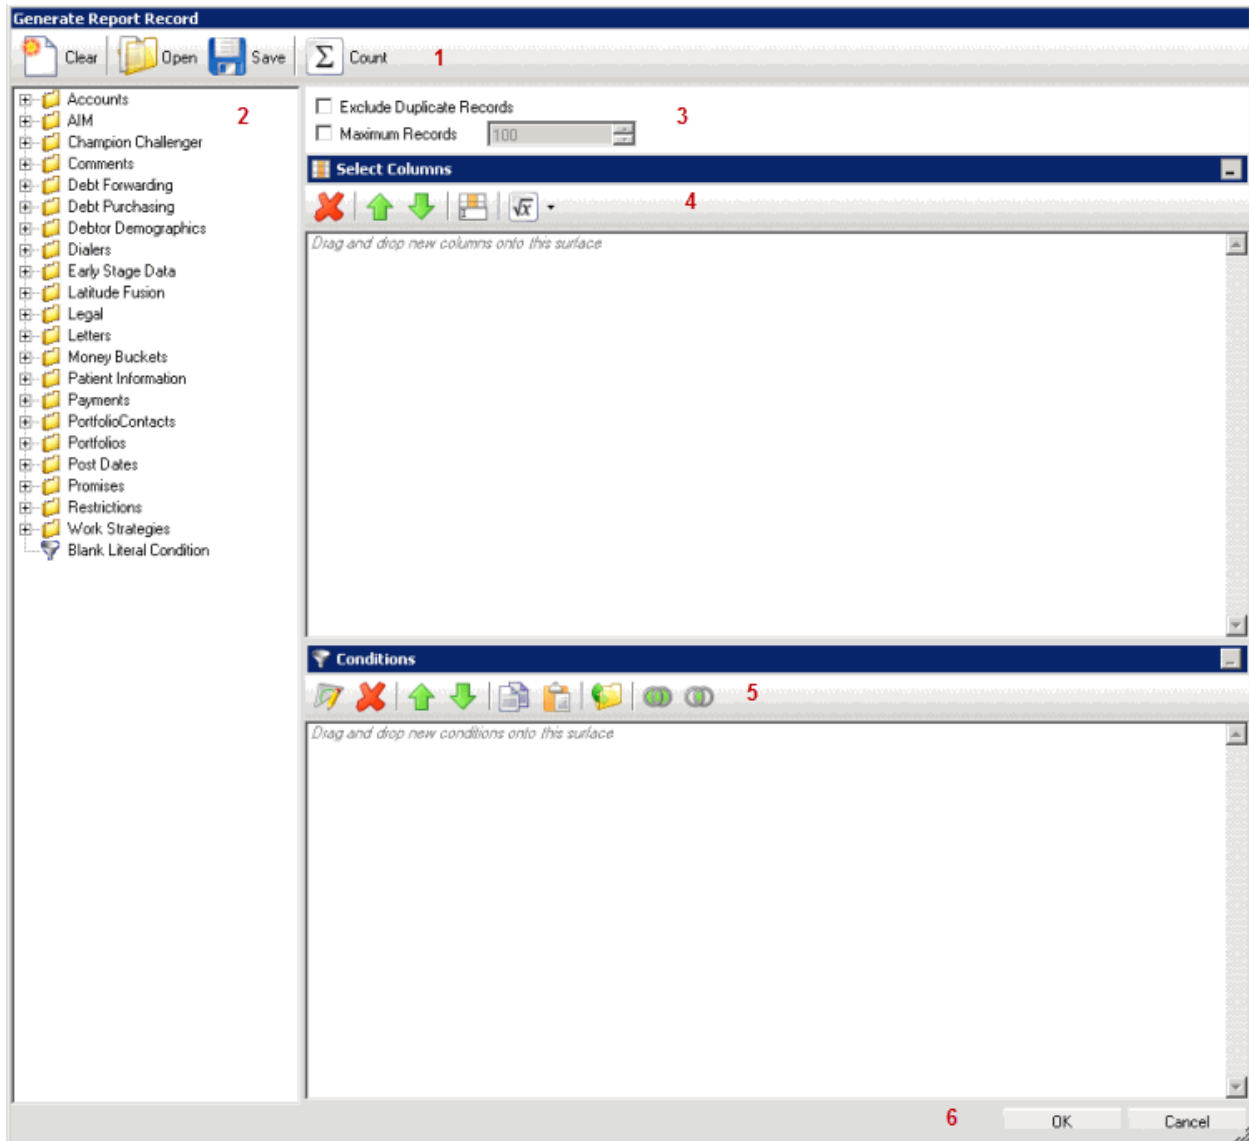 Generate Report Record
Clear Open Save Σ Count 1
Accounts
AIM
Champion Challenger
Comments
Debt Forwarding
Debt Purchasing
Debtor Demographics
Dialers
Early Stage Data
Latitude Fusion
Legal
Letters
Money Buckets
Patient Information
Payments
PortfolioContacts
Portfolios
Post Dates
Promises
Restrictions
Work Strategies
Blank Literal Condition
2
Exclude Duplicate Records
Maximum Records 100
3
Select Columns
√x 4
Drag and drop new columns onto this surface
Conditions
5
Drag and drop new conditions onto this surface
6 OK Cancel